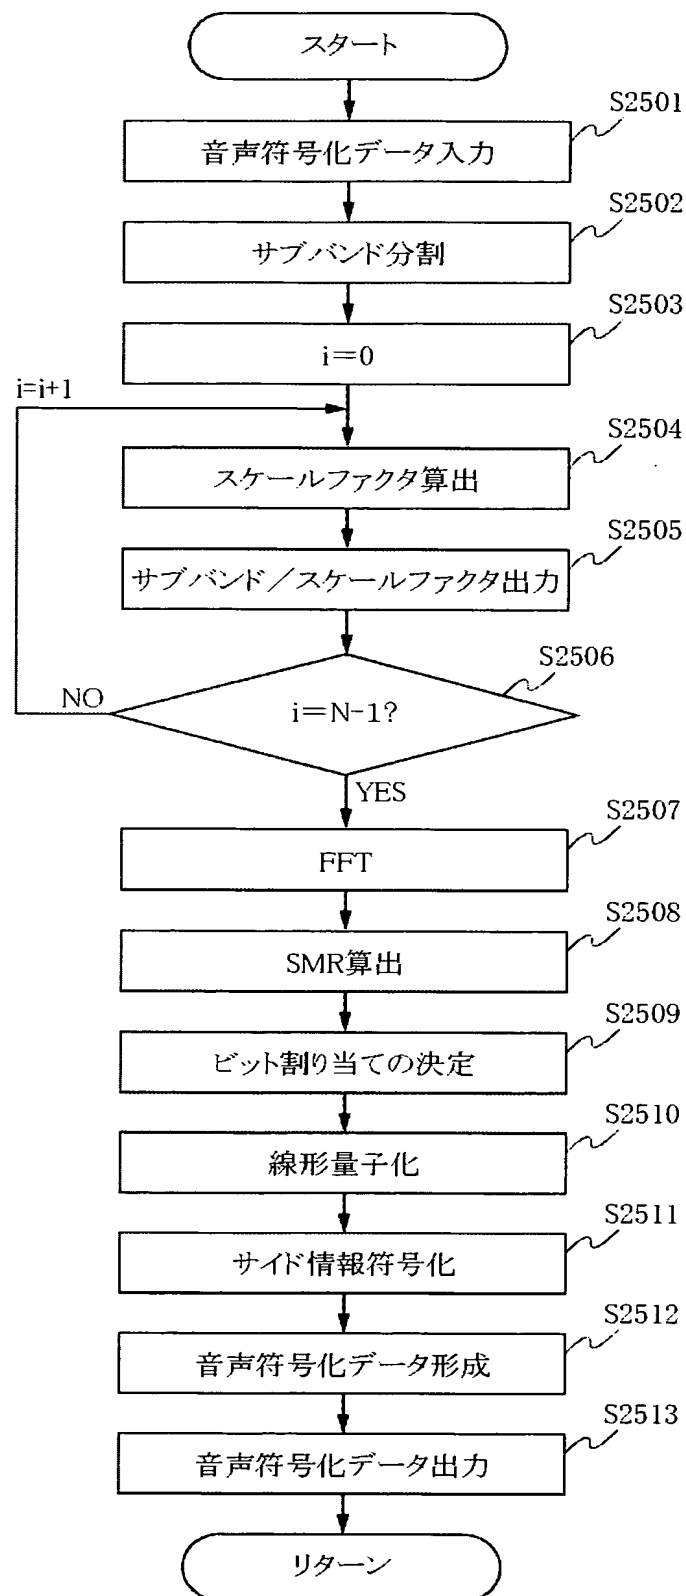 スタート
S2501
音声符号化データ入力
S2502
サブバンド分割
S2503
i=0
i=i+1
S2504
スケールファクタ算出
S2505
サブバンド/スケールファクタ出力
S2506
NO
i=N-1?
YES
S2507
FFT
S2508
SMR算出
S2509
ビット割り当ての決定
S2510
線形量子化
S2511
サイド情報符号化
S2512
音声符号化データ形成
S2513
音声符号化データ出力
リターン